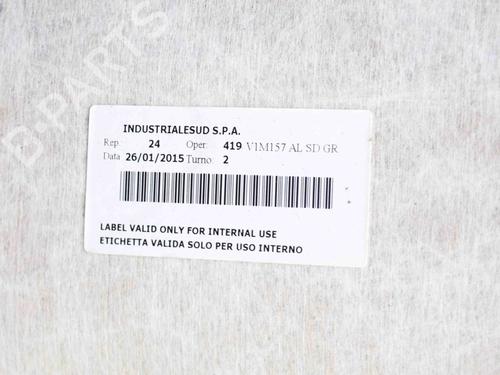 B-PARTS
INDUSTRIALESUD S.P.A.
Rep. 24 Oper. 419 V1M157 AL SD GR
Data 26/01/2015 Turno: 2
LABEL VALID ONLY FOR INTERNAL USE
ETICHETTA VALIDA SOLO PER USO INTERNO